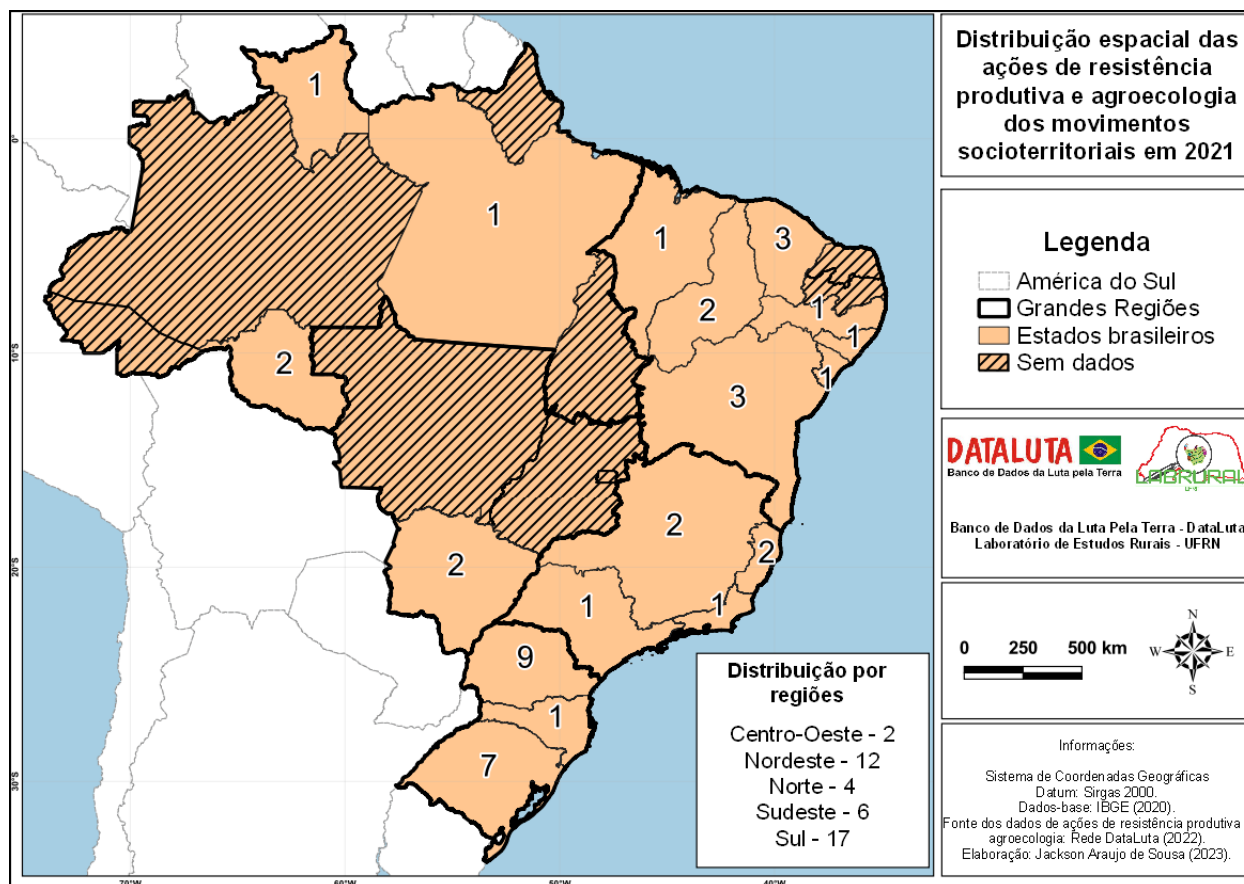 Distribuição espacial das
ações de resistência
produtiva e agroecologia
dos movimentos
socioterritoriais em 2021
Legenda
América do Sul
Grandes Regiões
Estados brasileiros
Sem dados
DATALUTA
Banco de Dados da Luta pela Terra
LABRURAL
Banco de Dados da Luta Pela Terra - DataLuta
Laboratório de Estudos Rurais - UFRN
0 250 500 km
N
W E
S
Informações:
Sistema de Coordenadas Geográficas
Datum: Sirgas 2000.
Dados-base: IBGE (2020).
Fonte dos dados de ações de resistência produtiva
agroecologia: Rede DataLuta (2022).
Elaboração: Jackson Araujo de Sousa (2023).
1
1
1
3
2
1
1
1
2
3
2
2
2
1
1
9
1
7
Distribuição por
regiões
Centro-Oeste - 2
Nordeste - 12
Norte - 4
Sudeste - 6
Sul - 17
0°
10°S
20°S
30°S
70°W
60°W
50°W
40°W